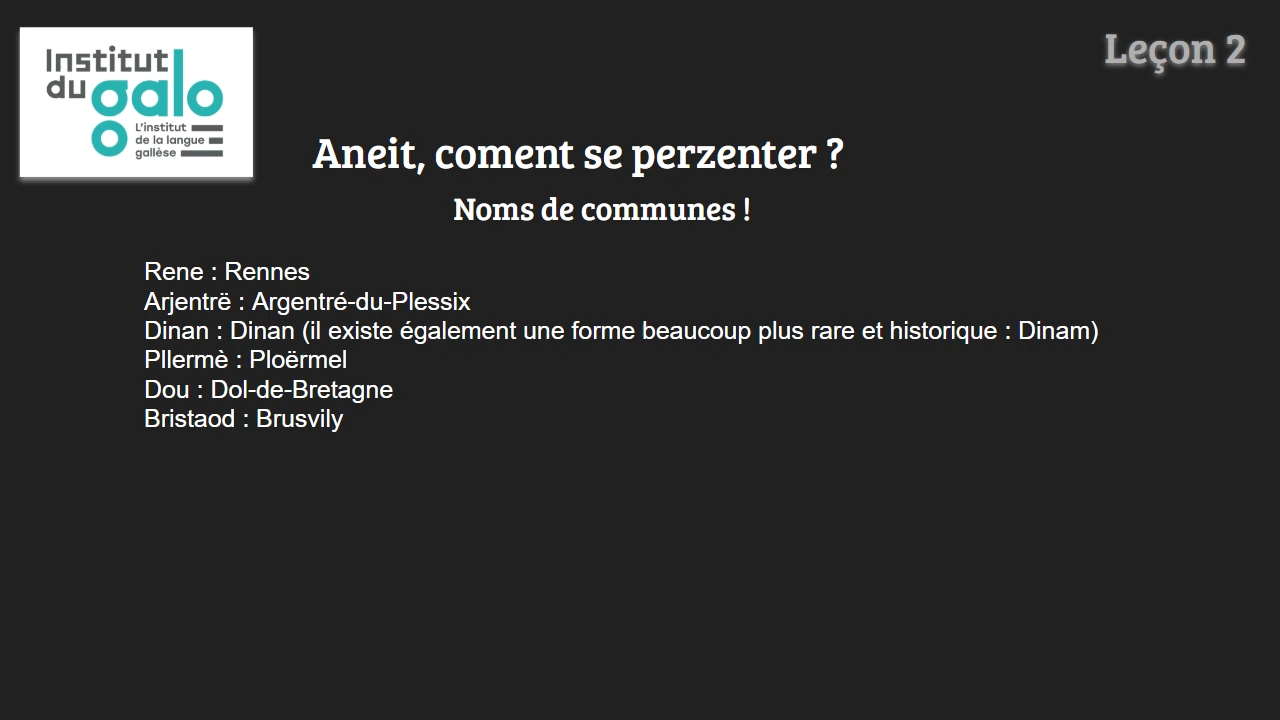 Institut
du galo
L'institut
de la langue
gallèse
Leçon 2
Aneit, coment se perzenter ?
Noms de communes !
Rene : Rennes
Arjentrë : Argentré-du-Plessix
Dinan : Dinan (il existe également une forme beaucoup plus rare et historique : Dinam)
Pllermè : Ploërmel
Dou : Dol-de-Bretagne
Bristaod : Brusvily